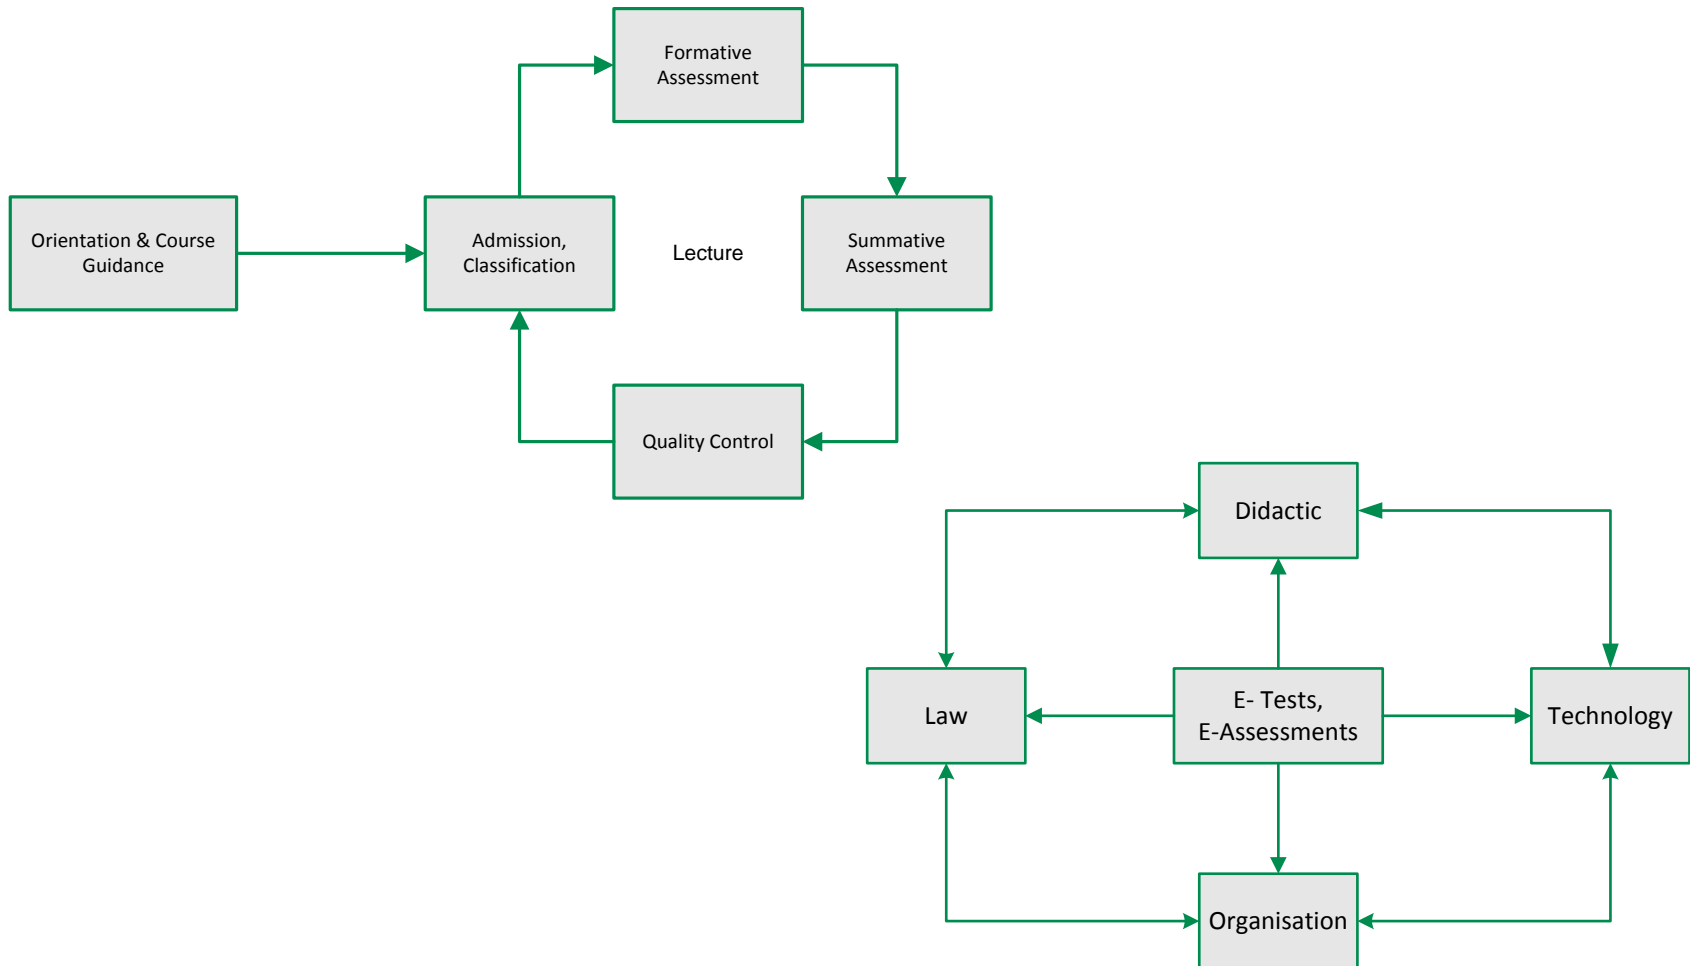 Formative
Assessment
Orientation & Course
Guidance
Admission,
Classification
Lecture
Summative
Assessment
Quality Control
Didactic
Law
E- Tests,
E-Assessments
Technology
Organisation